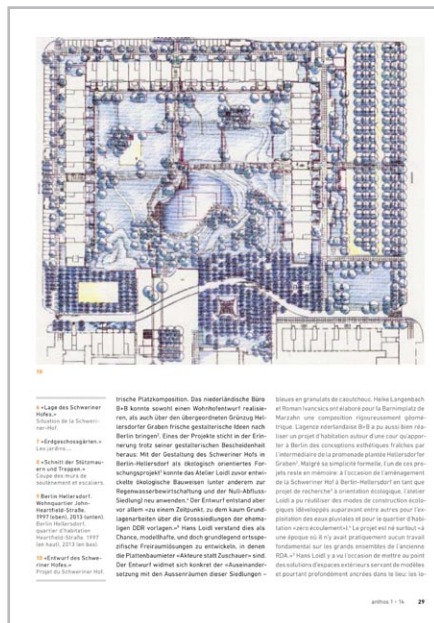 10
6 «Lage des Schweriner
Hofes.»
Situation de la Schweri-
ner-Hof.
7 «Erdgeschossgärten.»
Les jardins ...
8 «Schnitt der Stützmau-
ern und Treppen.»
Coupe des murs de
soutènement et escaliers.
9 Berlin Hellersdorf,
Wohnquartier John-
Heartfield-Straße,
1997 (oben), 2013 (unten).
Berlin Hellersdorf,
quartier d'habitation
Heartfield-Straße, 1997
(en haut), 2013 (en bas).
10 «Entwurf des Schwe-
riner Hofes.»
Projet du Schweriner Hof.
frische Platzkomposition. Das niederländische Büro
B+B konnte sowohl einen Wohnhofentwurf realisie-
ren, als auch über den übergeordneten Grünzug Hel-
lersdorfer Graben frische gestalterische Ideen nach
Berlin bringen. Eines der Projekte sticht in der Erin-
nerung trotz seiner gestalterischen Bescheidenheit
heraus: Mit der Gestaltung des Schweriner Hofs in
Berlin-Hellersdorf als ökologisch orientiertes For-
schungsprojekt konnte das Atelier Loidl zuvor entwi-
ckelte ökologische Bauweisen (unter anderem zur
Regenwasserbewirtschaftung und der Null-Abfluss-
Siedlung) neu anwenden. Der Entwurf entstand aber
vor allem «zu einem Zeitpunkt, zu dem kaum Grund-
lagenarbeiten über die Grosssiedlungen der ehema-
ligen DDR vorlagen.» Hans Loidl verstand dies als
Chance, modellhafte, und doch grundlegend ortsspe-
zifische Freiraumlösungen zu entwickeln, in denen
die Plattenbaumieter «Akteure statt Zuschauer» sind.
Der Entwurf widmet sich konkret der «Auseinander-
setzung mit den Aussenräumen dieser Siedlungen –
bleues en granulats de caoutchouc, Heike Langenbach
et Roman Ivancsics ont élaboré pour la Barnimplatz de
Marzahn une composition rigoureusement géomé-
trique. L'agence néerlandaise B+B a pu aussi bien réa-
liser un projet d'habitation autour d'une cour qu'appor-
ter à Berlin des conceptions esthétiques fraîches par
l'intermédiaire de la promenade plantée Hellersdorfer
Graben. Malgré sa simplicité formelle, l'un de ces pro-
jets reste en mémoire: à l'occasion de l'aménagement
de la Schweriner Hof à Berlin-Hellersdorf en tant que
projet de recherche à orientation écologique, l'atelier
Loidl a pu réutiliser des modes de construction écolo-
giques (développés auparavant entre autres pour l'ex-
ploitation des eaux pluviales et pour le quartier d'habi-
tation «zéro écoulement»). Le projet est né surtout «à
une époque où il n'y avait pratiquement aucun travail
fondamental sur les grands ensembles de l'ancienne
RDA.» Hans Loidl y a vu l'occasion de mettre au point
des solutions d'espaces extérieurs servant de modèles
et pourtant profondément ancrées dans le lieu; les lo-
anthos 1 • 14 29